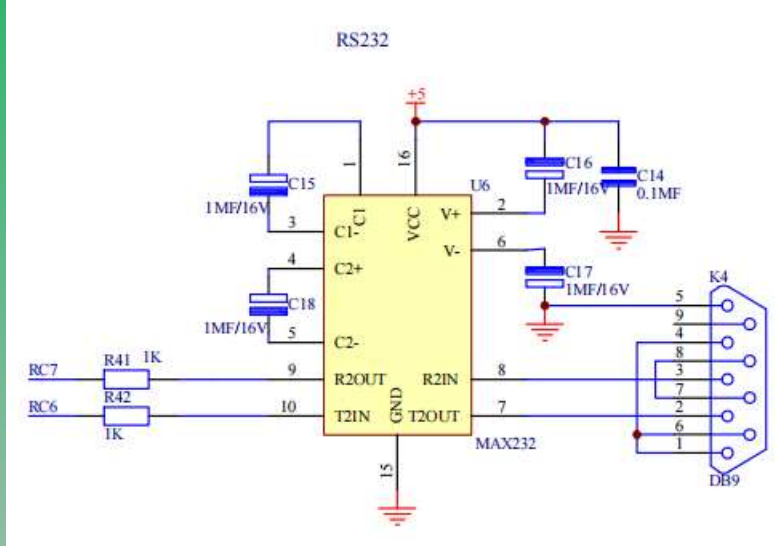 RS232
+5
1
16
C15
1MF/16V
C1
VCC
U6
C16
1MF/16V
C14
0.1MF
3
C1-
V+
2
4
C2+
V-
6
C18
1MF/16V
C17
1MF/16V
K4
5
C2-
5
9
4
8
3
7
2
6
1
RC7
R41
1K
9
R2OUT
R2IN
8
RC6
R42
1K
10
T2IN
GND
T2OUT
7
MAX232
15
DB9